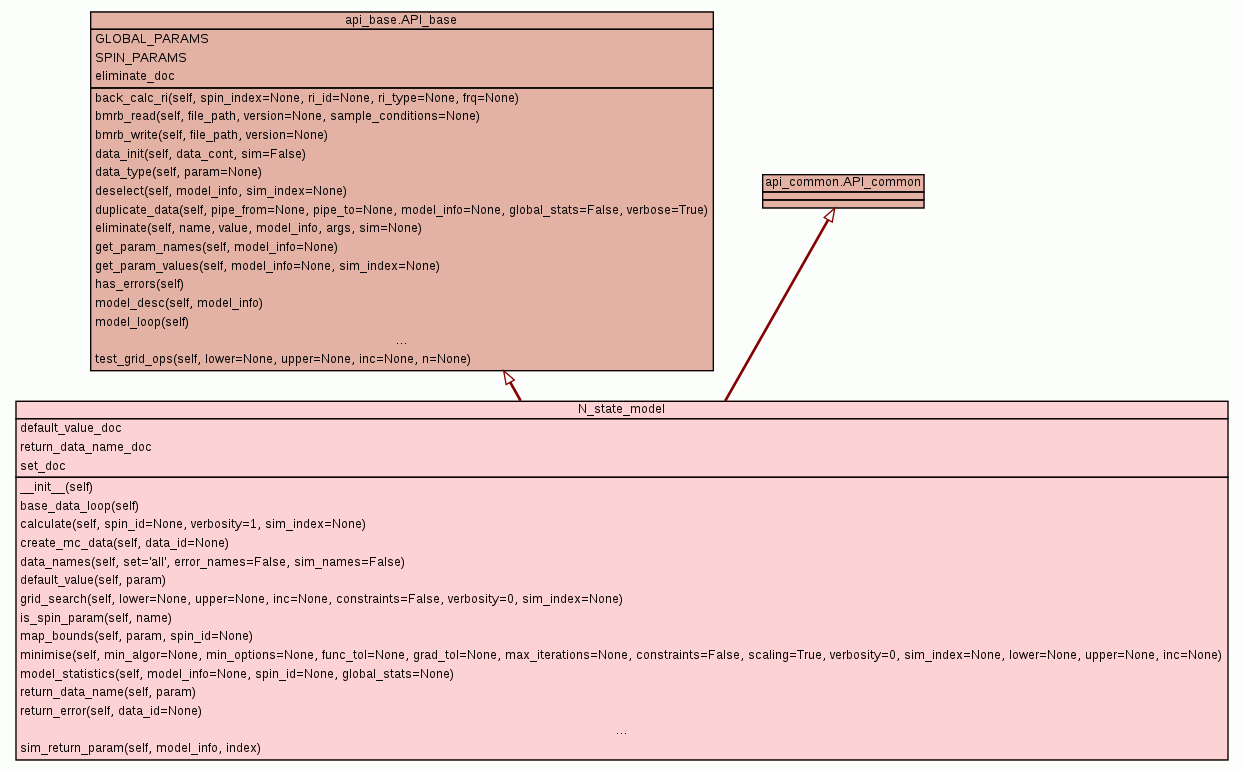 api_base.API_base
GLOBAL_PARAMS
SPIN_PARAMS
eliminate_doc
back_calc_ri(self, spin_index=None, ri_id=None, ri_type=None, frq=None)
bmrb_read(self, file_path, version=None, sample_conditions=None)
bmrb_write(self, file_path, version=None)
data_init(self, data_cont, sim=False)
data_type(self, param=None)
deselect(self, model_info, sim_index=None)
duplicate_data(self, pipe_from=None, pipe_to=None, model_info=None, global_stats=False, verbose=True)
eliminate(self, name, value, model_info, args, sim=None)
get_param_names(self, model_info=None)
get_param_values(self, model_info=None, sim_index=None)
has_errors(self)
model_desc(self, model_info)
model_loop(self)
...
test_grid_ops(self, lower=None, upper=None, inc=None, n=None)
api_common.API_common
N_state_model
default_value_doc
return_data_name_doc
set_doc
__init__(self)
base_data_loop(self)
calculate(self, spin_id=None, verbosity=1, sim_index=None)
create_mc_data(self, data_id=None)
data_names(self, set='all', error_names=False, sim_names=False)
default_value(self, param)
grid_search(self, lower=None, upper=None, inc=None, constraints=False, verbosity=0, sim_index=None)
is_spin_param(self, name)
map_bounds(self, param, spin_id=None)
minimise(self, min_algor=None, min_options=None, func_tol=None, grad_tol=None, max_iterations=None, constraints=False, scaling=True, verbosity=0, sim_index=None, lower=None, upper=None, inc=None)
model_statistics(self, model_info=None, spin_id=None, global_stats=None)
return_data_name(self, param)
return_error(self, data_id=None)
...
sim_return_param(self, model_info, index)